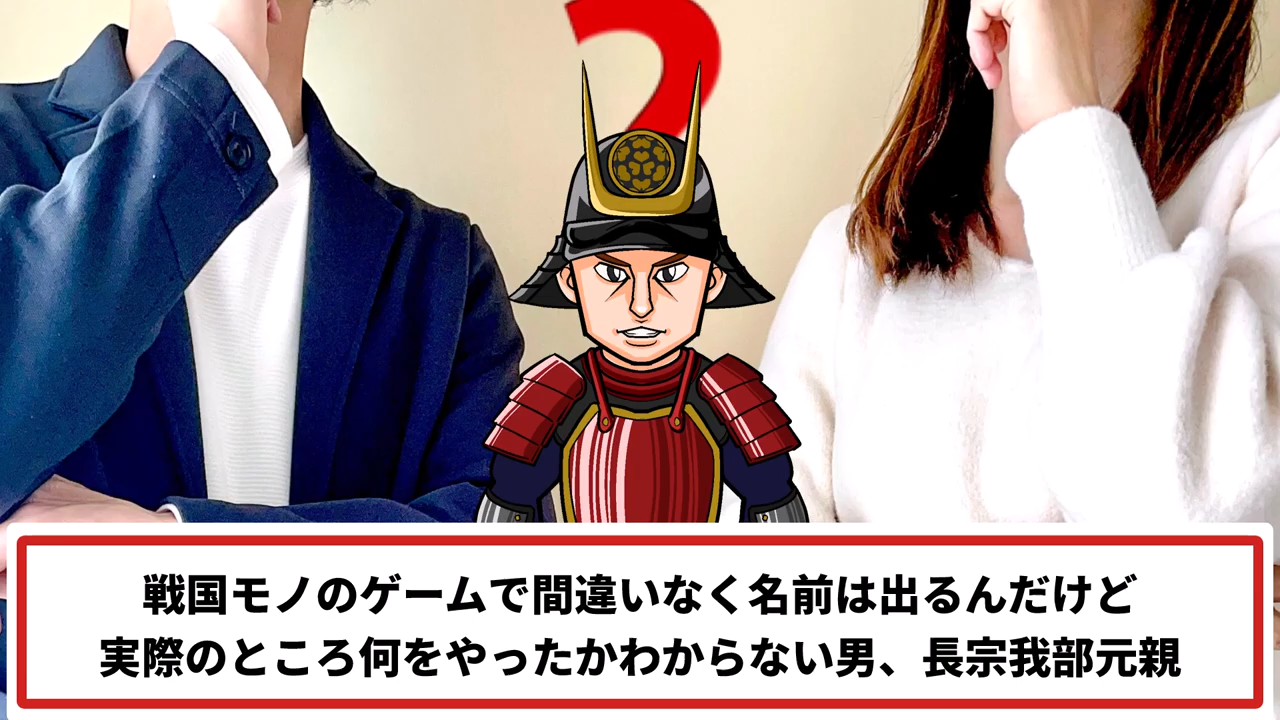 ?
戦国モノのゲームで間違いなく名前は出るんだけど
実際のところ何をやったかわからない男、長宗我部元親